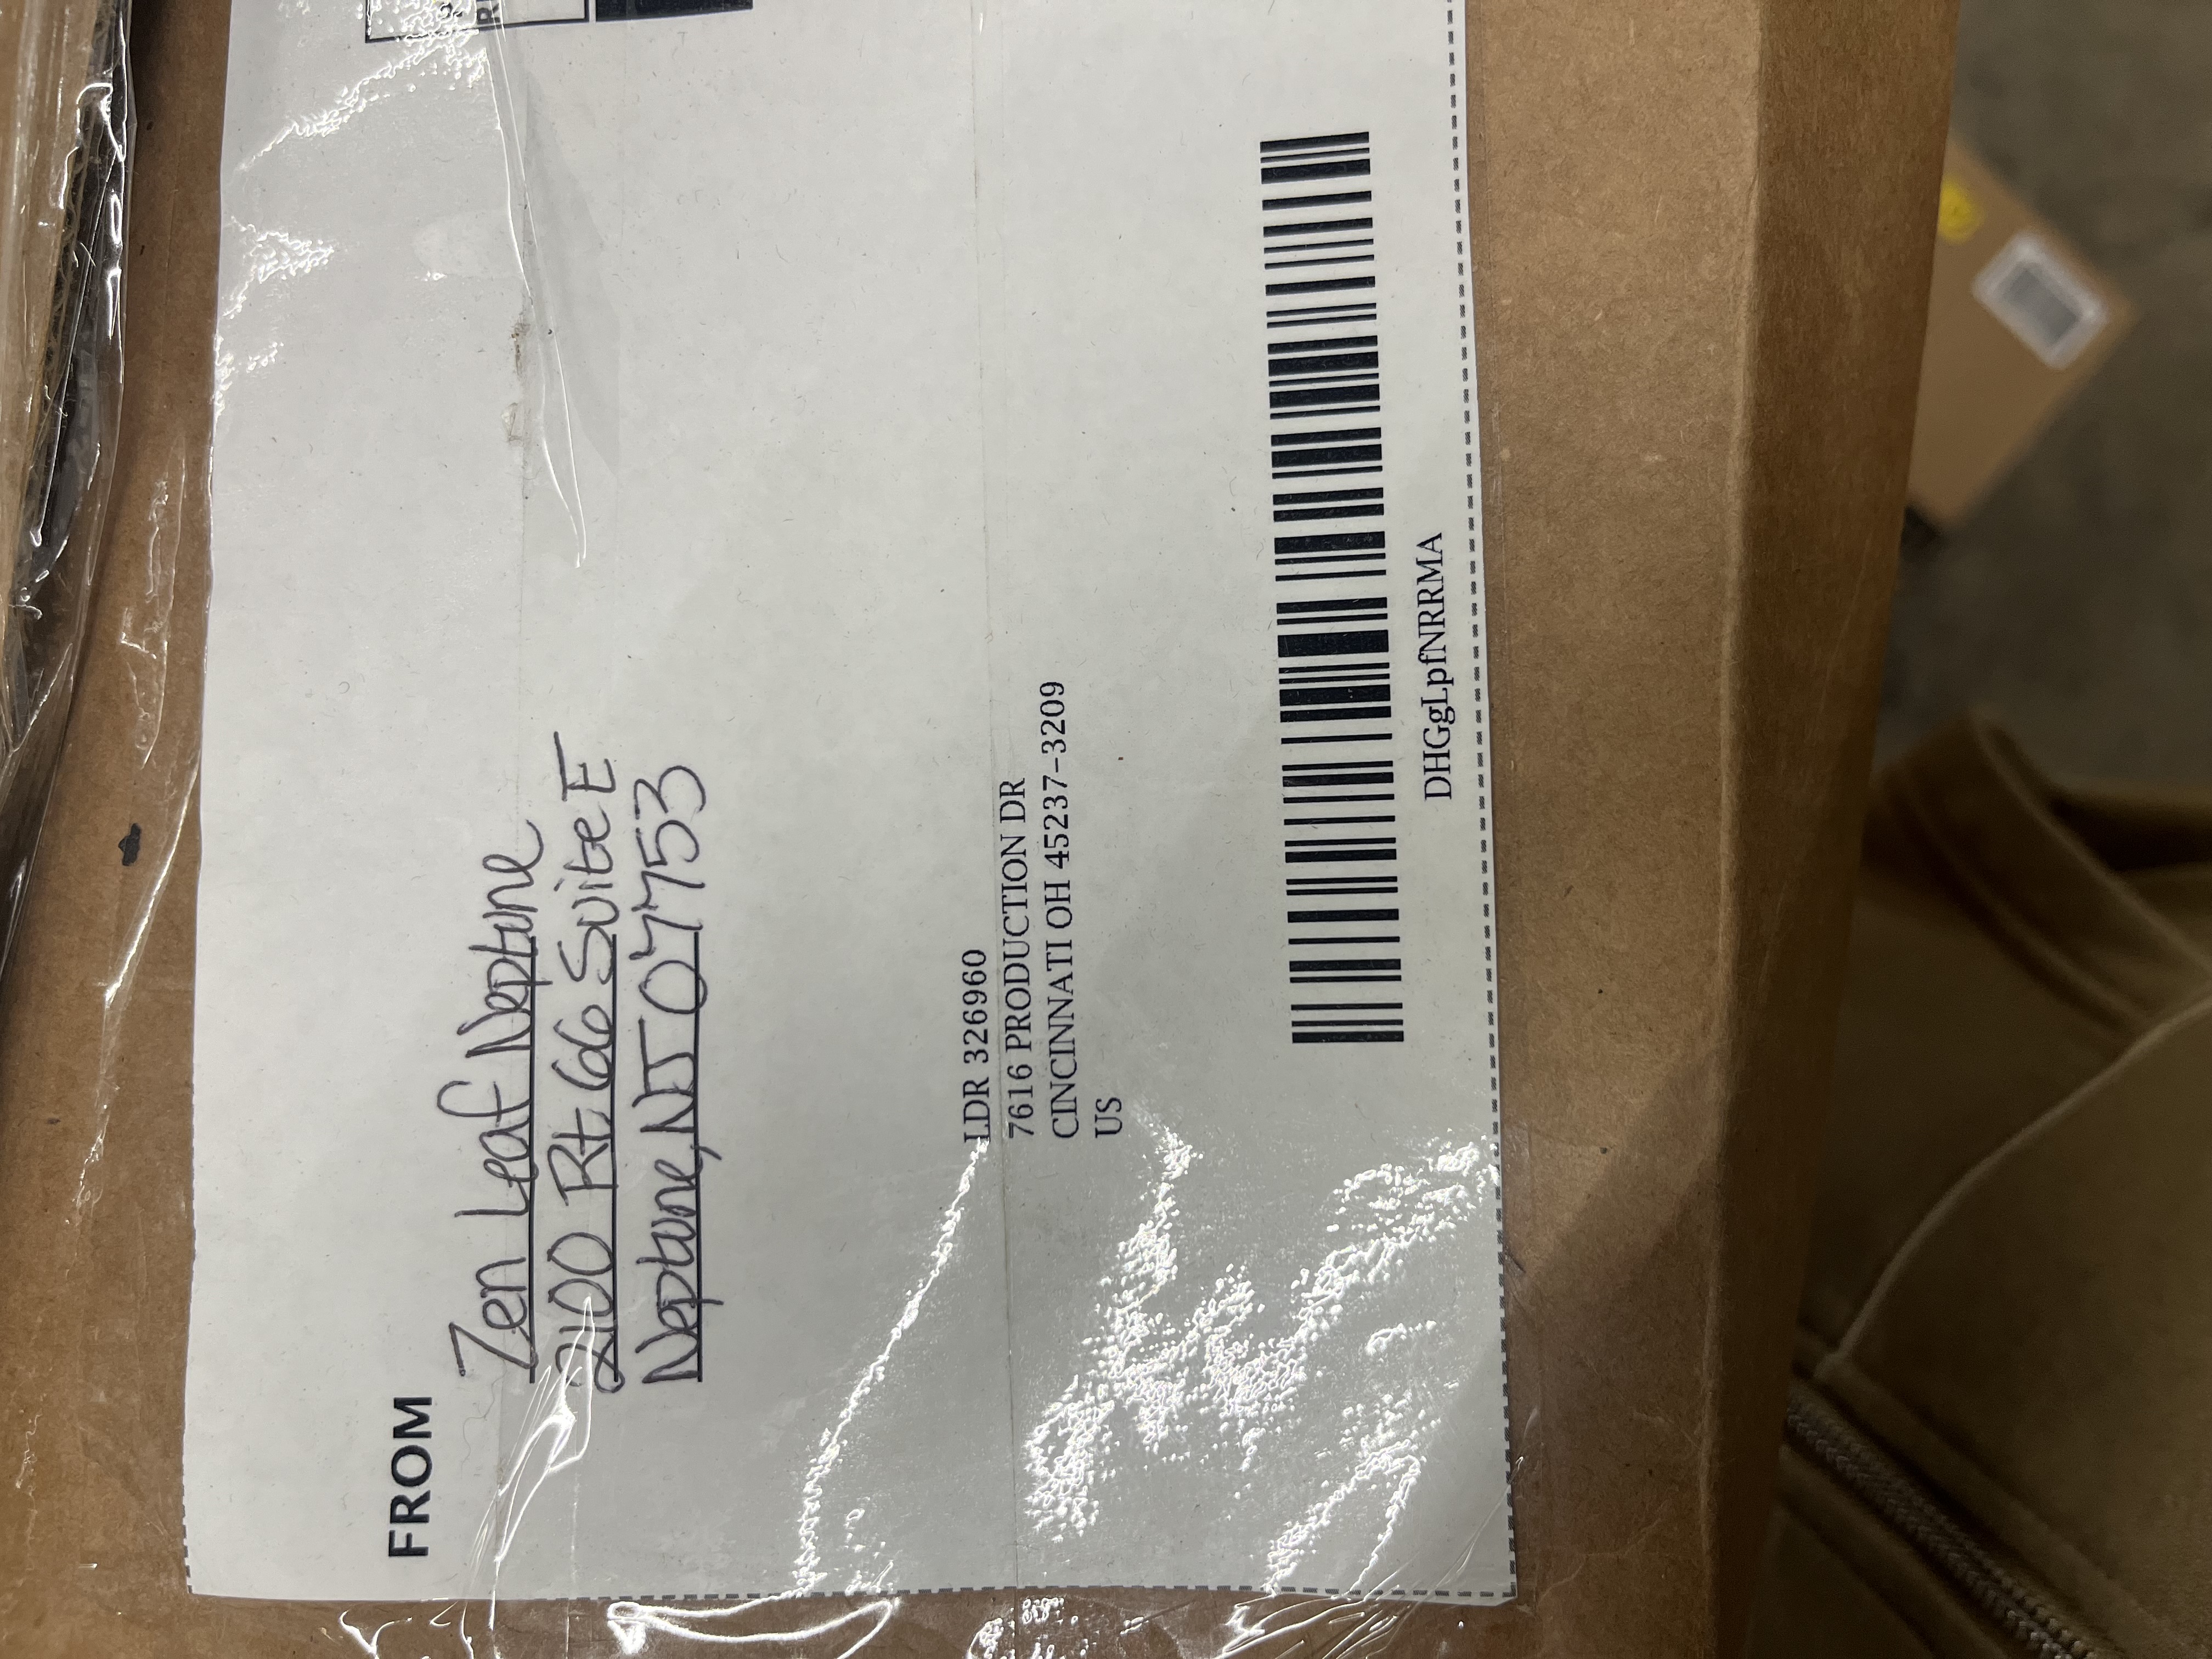 FROM
Zen Leaf Neptune
2100 Rt. 66 Suite E
Neptune, NJ 07753
LDR 326960
7616 PRODUCTION DR
CINCINNATI OH 45237-3209
US
DHGgLpfNRRMA